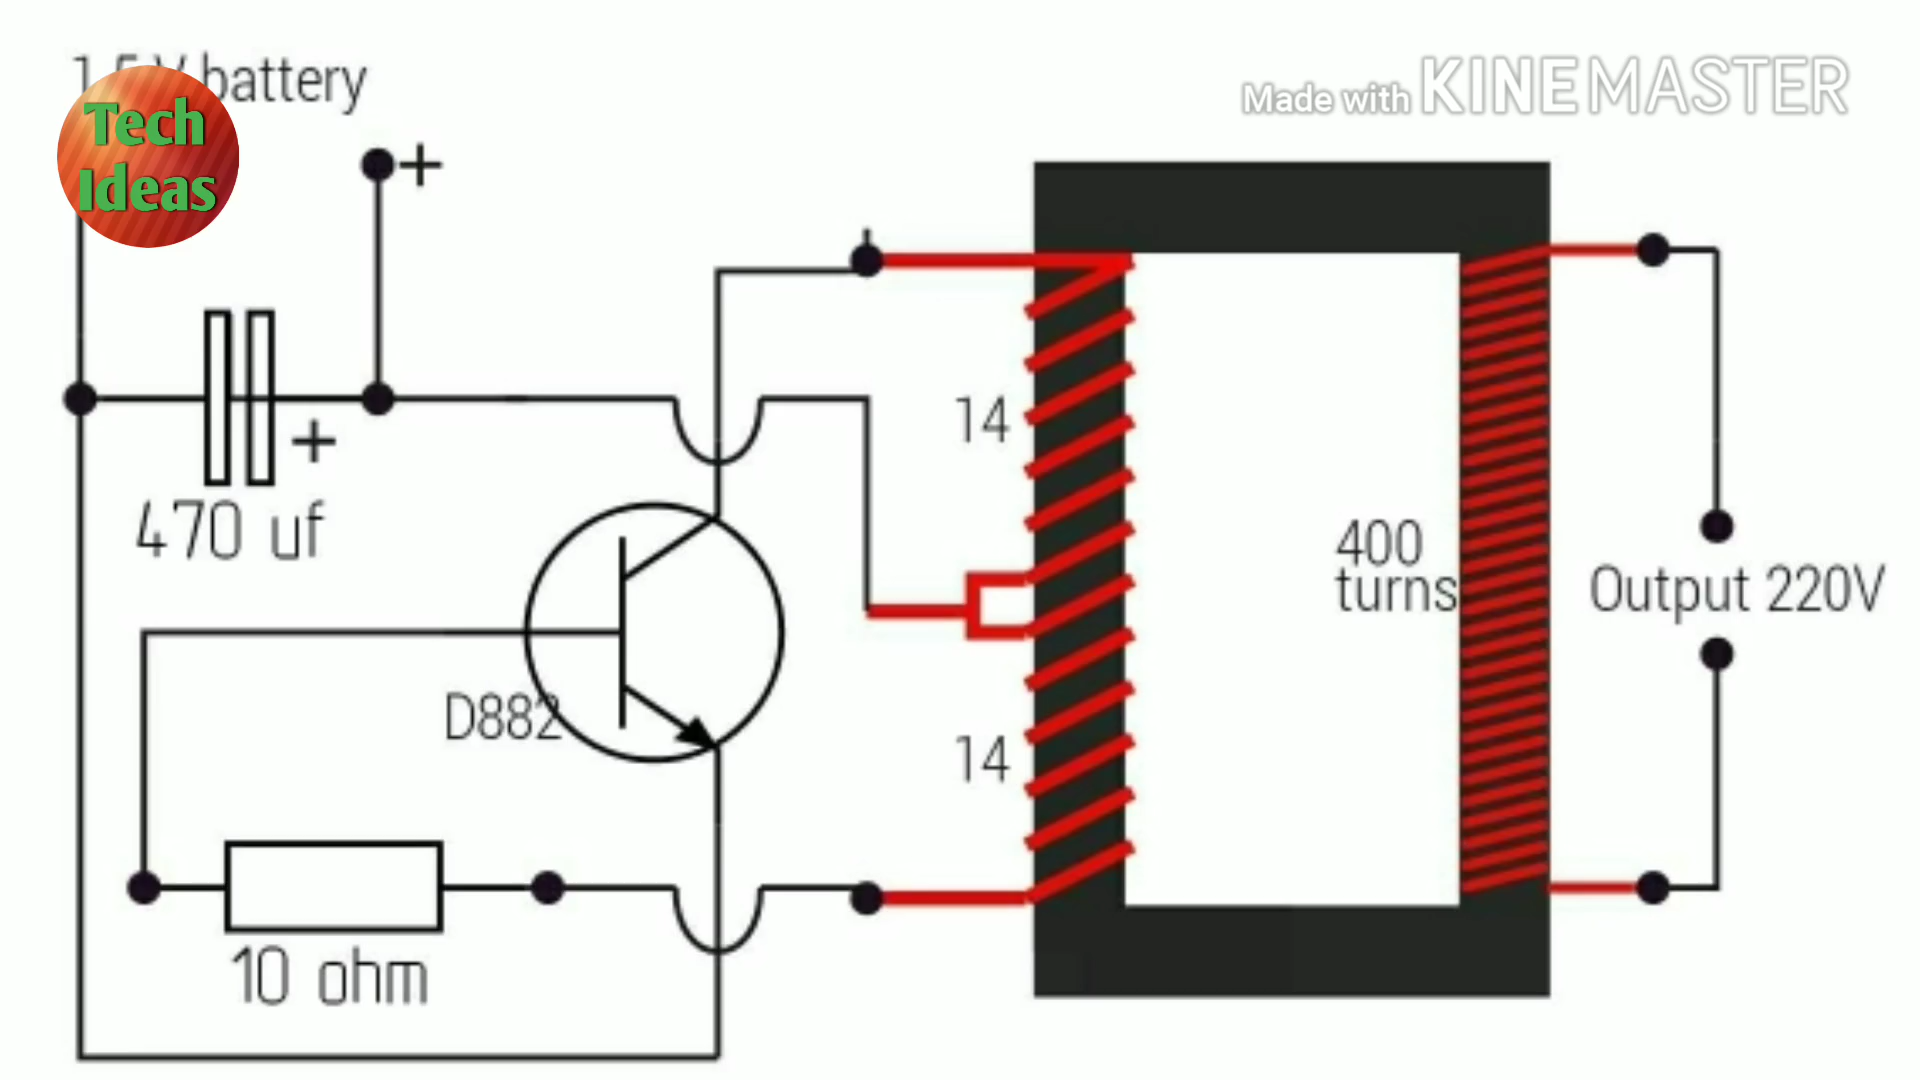 battery
Tech
Ideas
Made with KINEMASTER
+
+
470 uf
14
400
turns
Output 220V
D882
14
10 ohm